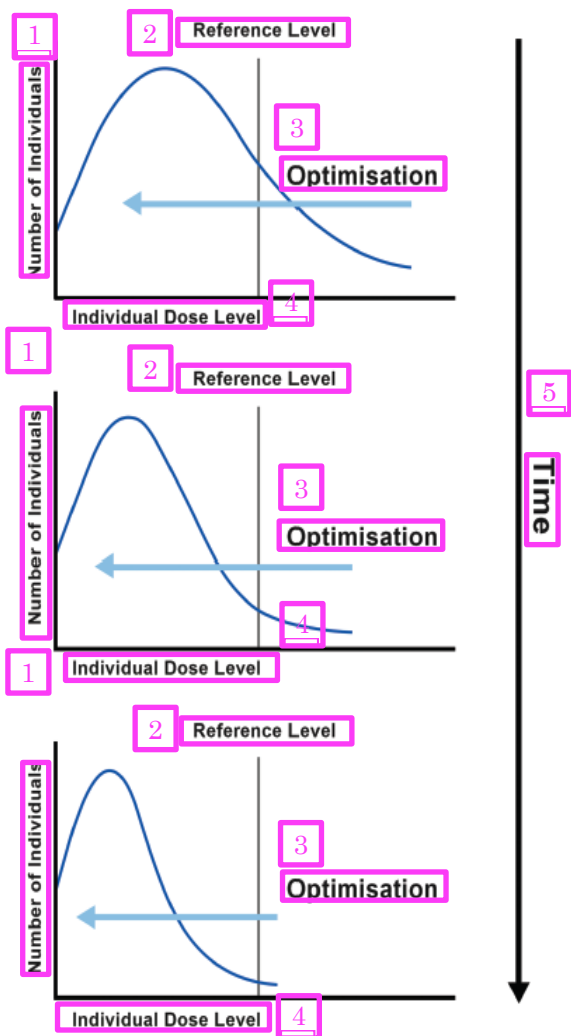 1
2
Reference Level
Number of Individuals
3
Optimisation
4
Individual Dose Level
1
2
Reference Level
5
Number of Individuals
3
Optimisation
Time
4
Individual Dose Level
1
2
Reference Level
Number of Individuals
3
Optimisation
Individual Dose Level
4